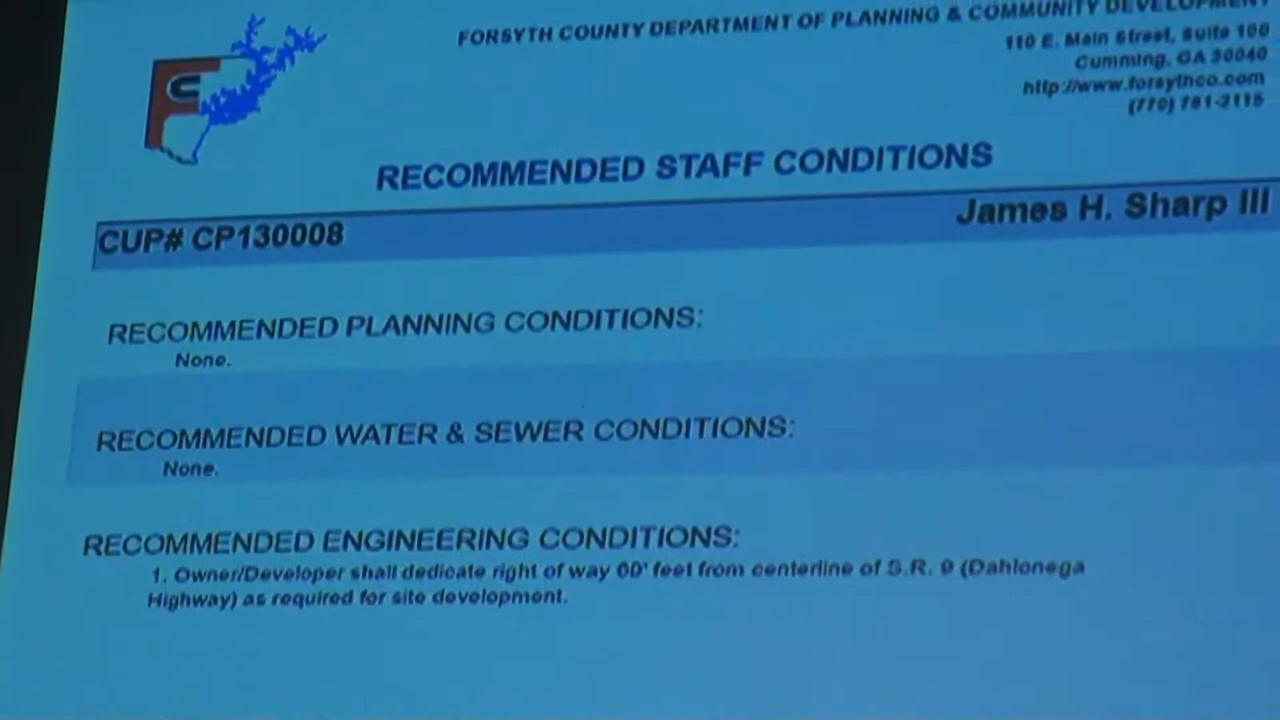 FORSYTH COUNTY DEPARTMENT OF PLANNING & COMMUNITY DEVELOPMENT
110 E. Main Street, Suite 100
Cumming, GA 30040
http://www.forsythco.com
(770) 781-2115
FC
RECOMMENDED STAFF CONDITIONS
CUP# CP130008 James H. Sharp III
RECOMMENDED PLANNING CONDITIONS:
None.
RECOMMENDED WATER & SEWER CONDITIONS:
None.
RECOMMENDED ENGINEERING CONDITIONS:
1. Owner/Developer shall dedicate right of way 60' feet from centerline of S.R. 9 (Dahlonega
Highway) as required for site development.